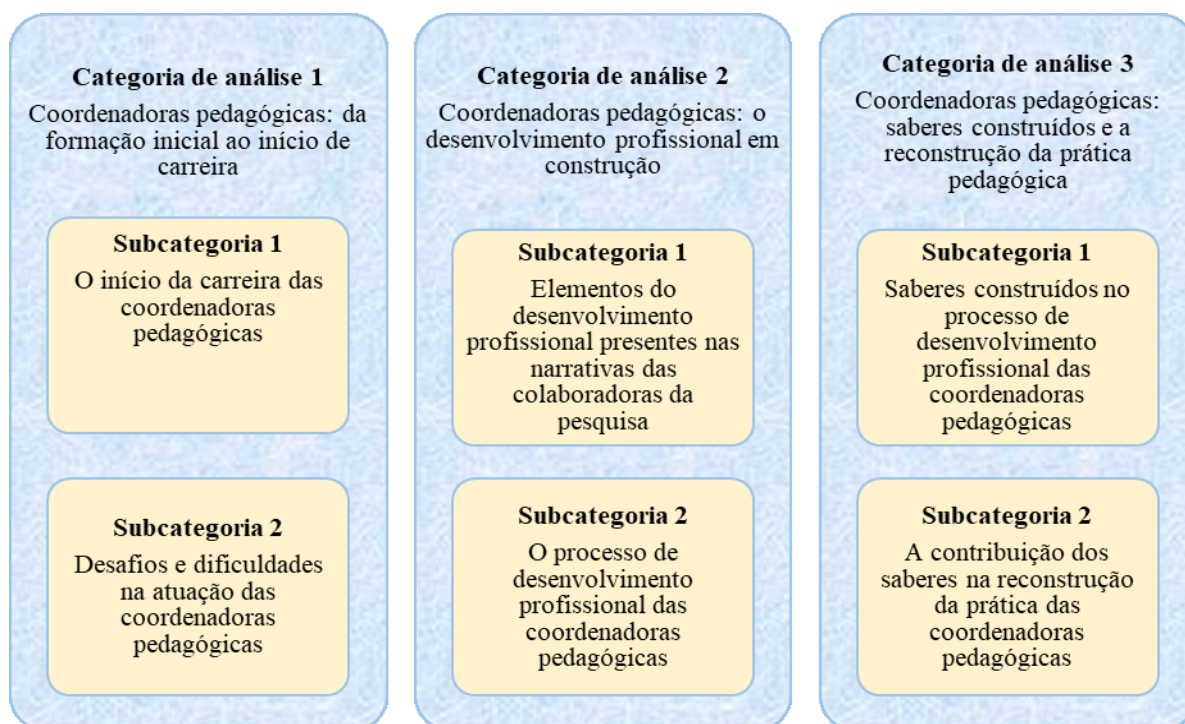 Categoria de análise 1
Coordenadoras pedagógicas: da
formação inicial ao início de
carreira
Subcategoria 1
O início da carreira das
coordenadoras
pedagógicas
Subcategoria 2
Desafios e dificuldades
na atuação das
coordenadoras
pedagógicas
Categoria de análise 2
Coordenadoras pedagógicas: o
desenvolvimento profissional em
construção
Subcategoria 1
Elementos do
desenvolvimento
profissional presentes nas
narrativas das
colaboradoras da
pesquisa
Subcategoria 2
O processo de
desenvolvimento
profissional das
coordenadoras
pedagógicas
Categoria de análise 3
Coordenadoras pedagógicas:
saberes construídos e a
reconstrução da prática
pedagógica
Subcategoria 1
Saberes construídos no
processo de
desenvolvimento
profissional das
coordenadoras
pedagógicas
Subcategoria 2
A contribuição dos
saberes na reconstrução
da prática das
coordenadoras
pedagógicas